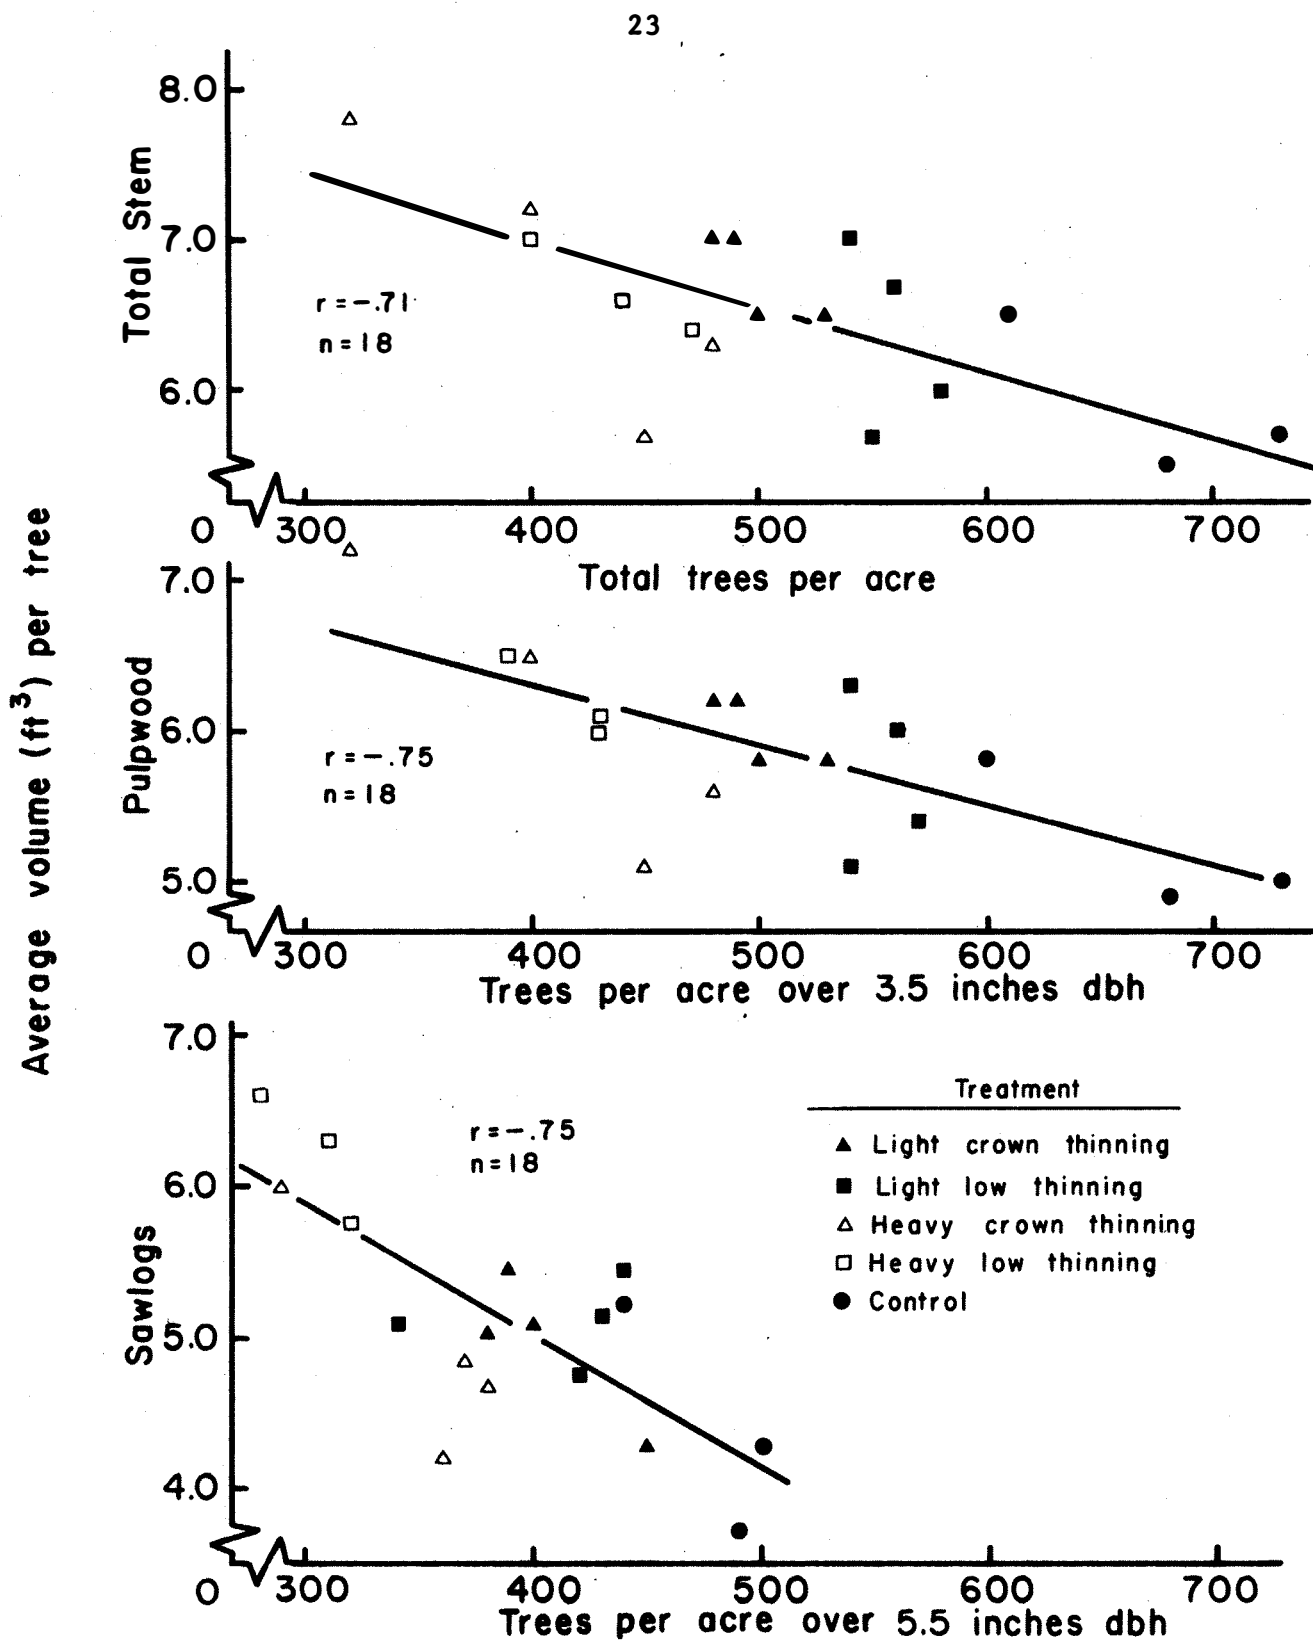 23
Average volume (ft³) per tree
Total Stem
8.0
7.0
6.0
r = -.71
n = 18
0 300 400 500 600 700
Total trees per acre
Pulpwood
7.0
6.0
5.0
r = -.75
n = 18
0 300 400 500 600 700
Trees per acre over 3.5 inches dbh
Sawlogs
7.0
6.0
5.0
4.0
r = -.75
n = 18
Treatment
▲ Light crown thinning
■ Light low thinning
△ Heavy crown thinning
□ Heavy low thinning
● Control
0 300 400 500 600 700
Trees per acre over 5.5 inches dbh